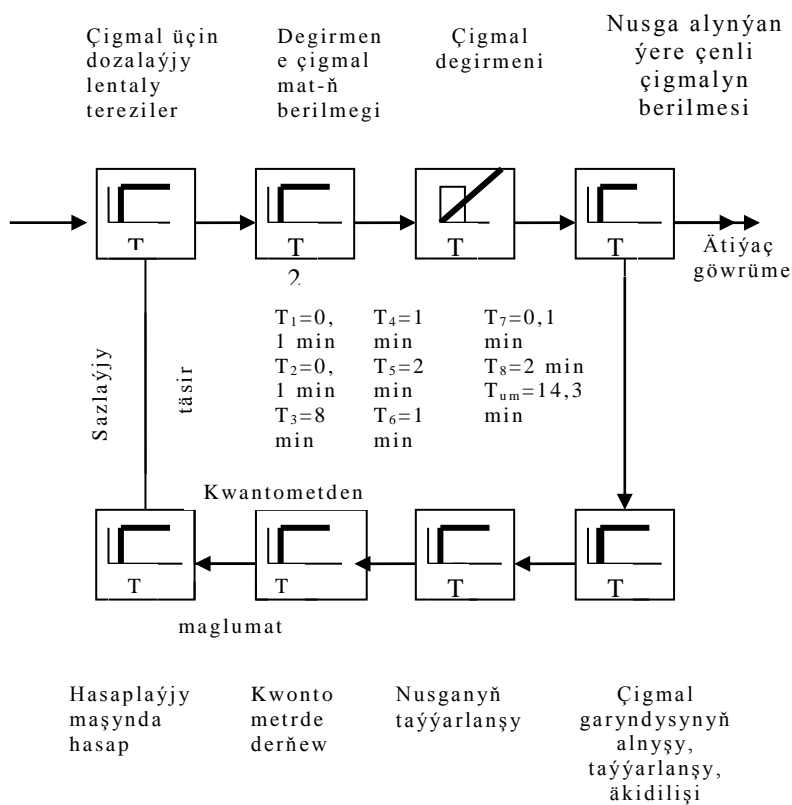 Çigmal üçin
dozalaýjy
lentaly
tereziler
Degirmen
e çigmal
mat-ň
berilmegi
Çigmal
degirmeni
Nusga alynýan
ýere çenli
çigmalyn
berilmesi
T
T
2
T
T
Ätiýaç
göwrüme
Sazlaýjy
täsir
T₁=0,
1 min
T₂=0,
1 min
T₃=8
min
T₄=1
min
T₅=2
min
T₆=1
min
T₇=0,1
min
T₈=2 min
Tᵤₘ=14,3
min
Kwantometden
T
T
T
T
maglumat
Hasaplaýjy
maşynda
hasap
Kwonto
metrde
derňew
Nusganyň
taýýarlanşy
Çigmal
garyndysynyň
alnyşy,
taýýarlanşy,
äkidilişi